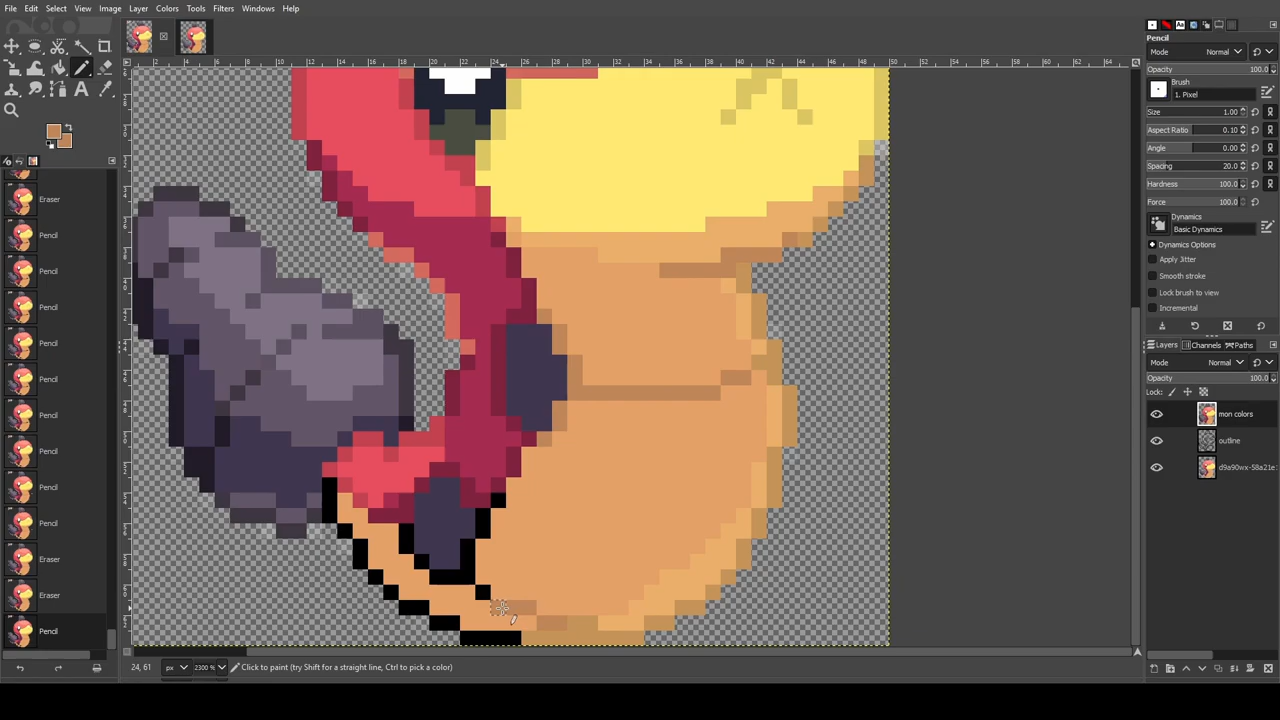 File Edit Select View Image Layer Colors Tools Filters Windows Help
Pencil
Mode Normal
Opacity 100.0
Brush
1. Pixel
Size 1.00
Aspect Ratio 0.10
Angle 0.00
Spacing 20.0
Hardness 100.0
Force 100.0
Dynamics
Basic Dynamics
Dynamics Options
Apply Jitter
Smooth stroke
Lock brush to view
Incremental
Layers Channels Paths
Mode Normal
Opacity 100.0
Lock:
mon colors
outline
d9a90wx-58a21e
Eraser
Pencil
Pencil
Pencil
Pencil
Pencil
Pencil
Pencil
Pencil
Pencil
Eraser
Eraser
Pencil
24, 61 px 2300 % Click to paint (try Shift for a straight line, Ctrl to pick a color)